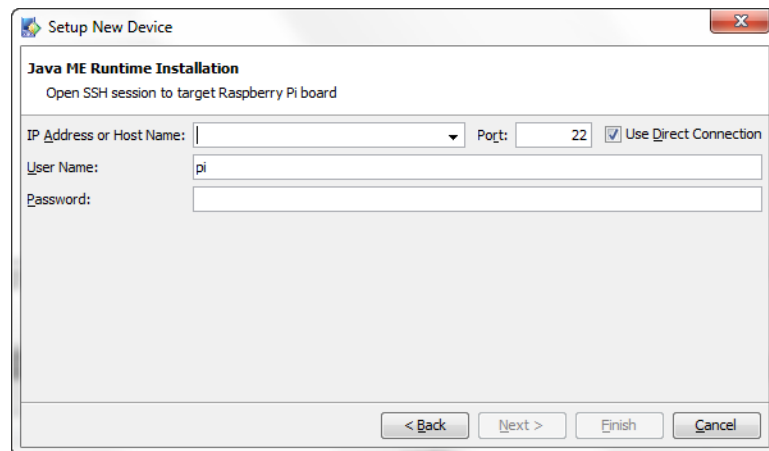 Setup New Device
Java ME Runtime Installation
Open SSH session to target Raspberry Pi board
IP Address or Host Name: Port: 22 Use Direct Connection
User Name: pi
Password:
< Back Next > Finish Cancel